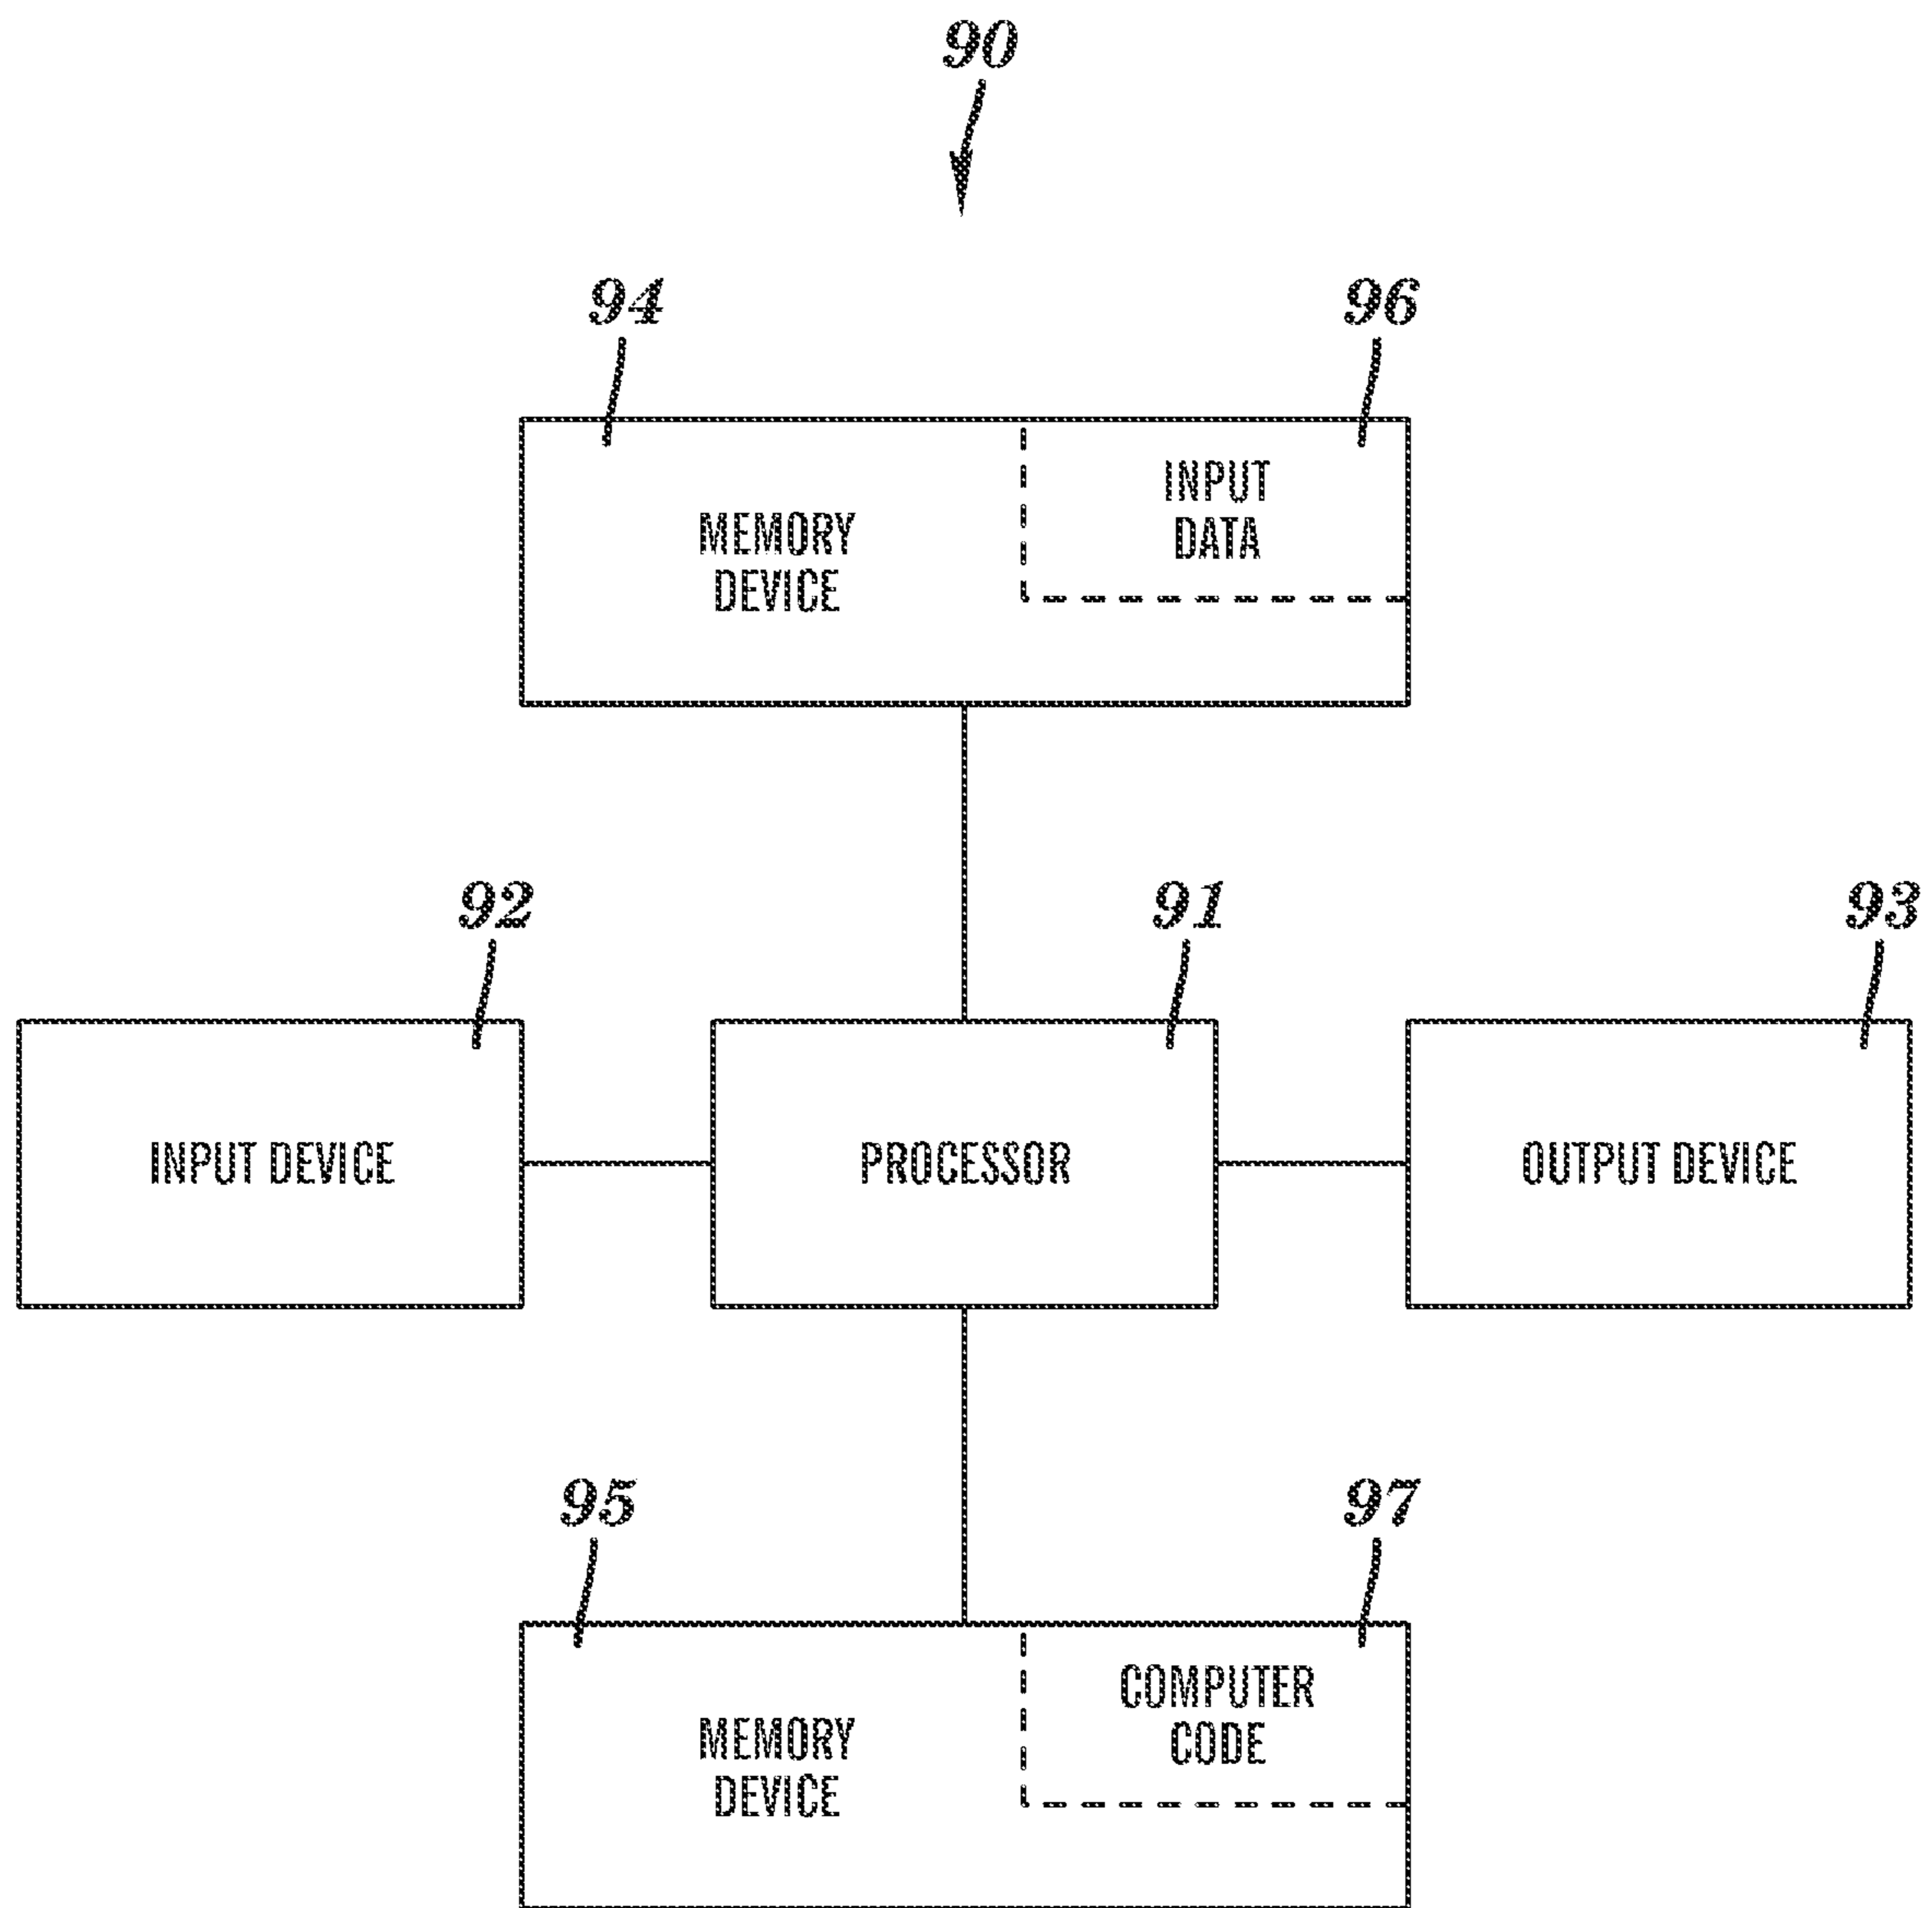 90
94
96
MEMORY
DEVICE
INPUT
DATA
92
91
93
INPUT DEVICE
PROCESSOR
OUTPUT DEVICE
95
97
MEMORY
DEVICE
COMPUTER
CODE